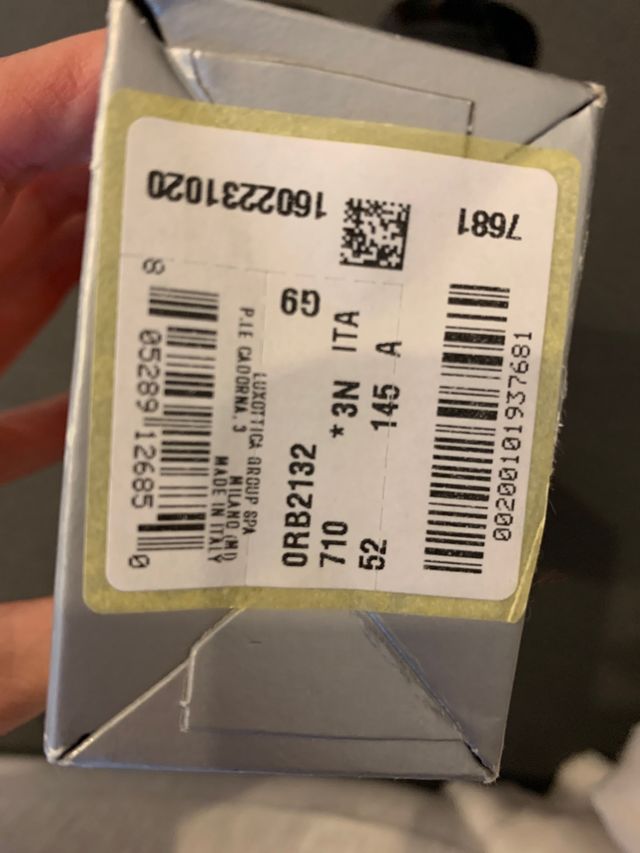 1602231020
7681
8 05289 12685 0
LUXOTTICA GROUP SPA
P.LE CADORNA, 3
MILANO (MI)
MADE IN ITALY
G9
0RB2132
710 *3N ITA
52 145 A
00200101937681